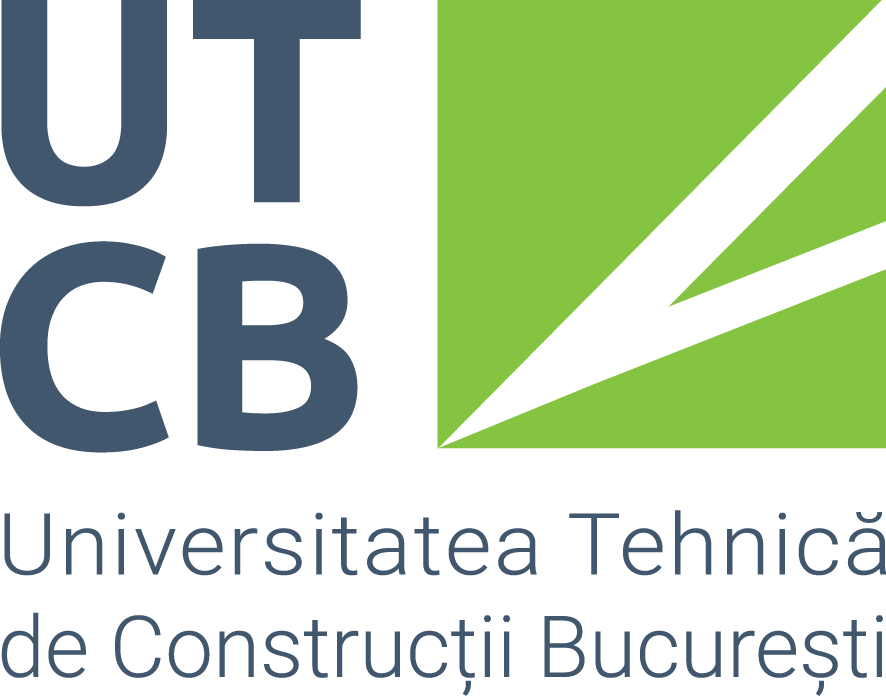 UT
CB
Universitatea Tehnică
de Construcții București